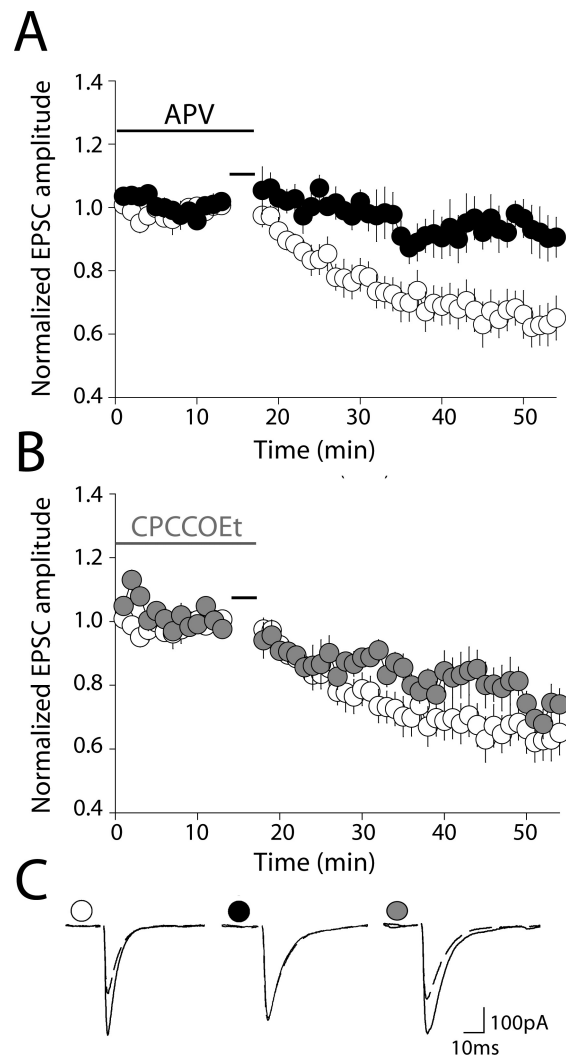 A
Normalized EPSC amplitude
1.4
1.2
1.0
0.8
0.6
0.4
APV
0 10 20 30 40 50
Time (min)
B
Normalized EPSC amplitude
1.4
1.2
1.0
0.8
0.6
0.4
CPCCOEt
0 10 20 30 40 50
Time (min)
C
100pA
10ms